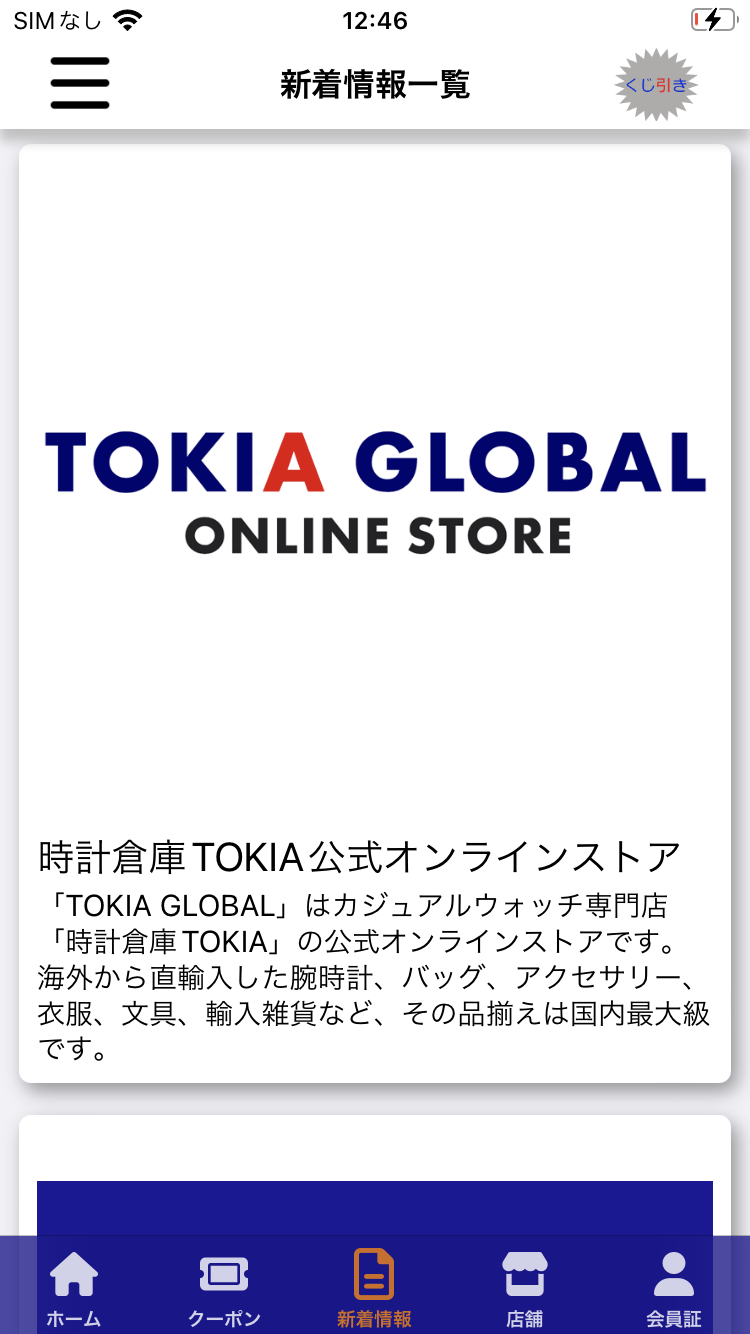 SIMなし
12:46
新着情報一覧
くじ引き
TOKIA GLOBAL
ONLINE STORE
時計倉庫TOKIA公式オンラインストア
「TOKIA GLOBAL」はカジュアルウォッチ専門店
「時計倉庫TOKIA」の公式オンラインストアです。
海外から直輸入した腕時計、バッグ、アクセサリー、
衣服、文具、輸入雑貨など、その品揃えは国内最大級
です。
ホーム
クーポン
新着情報
店舗
会員証